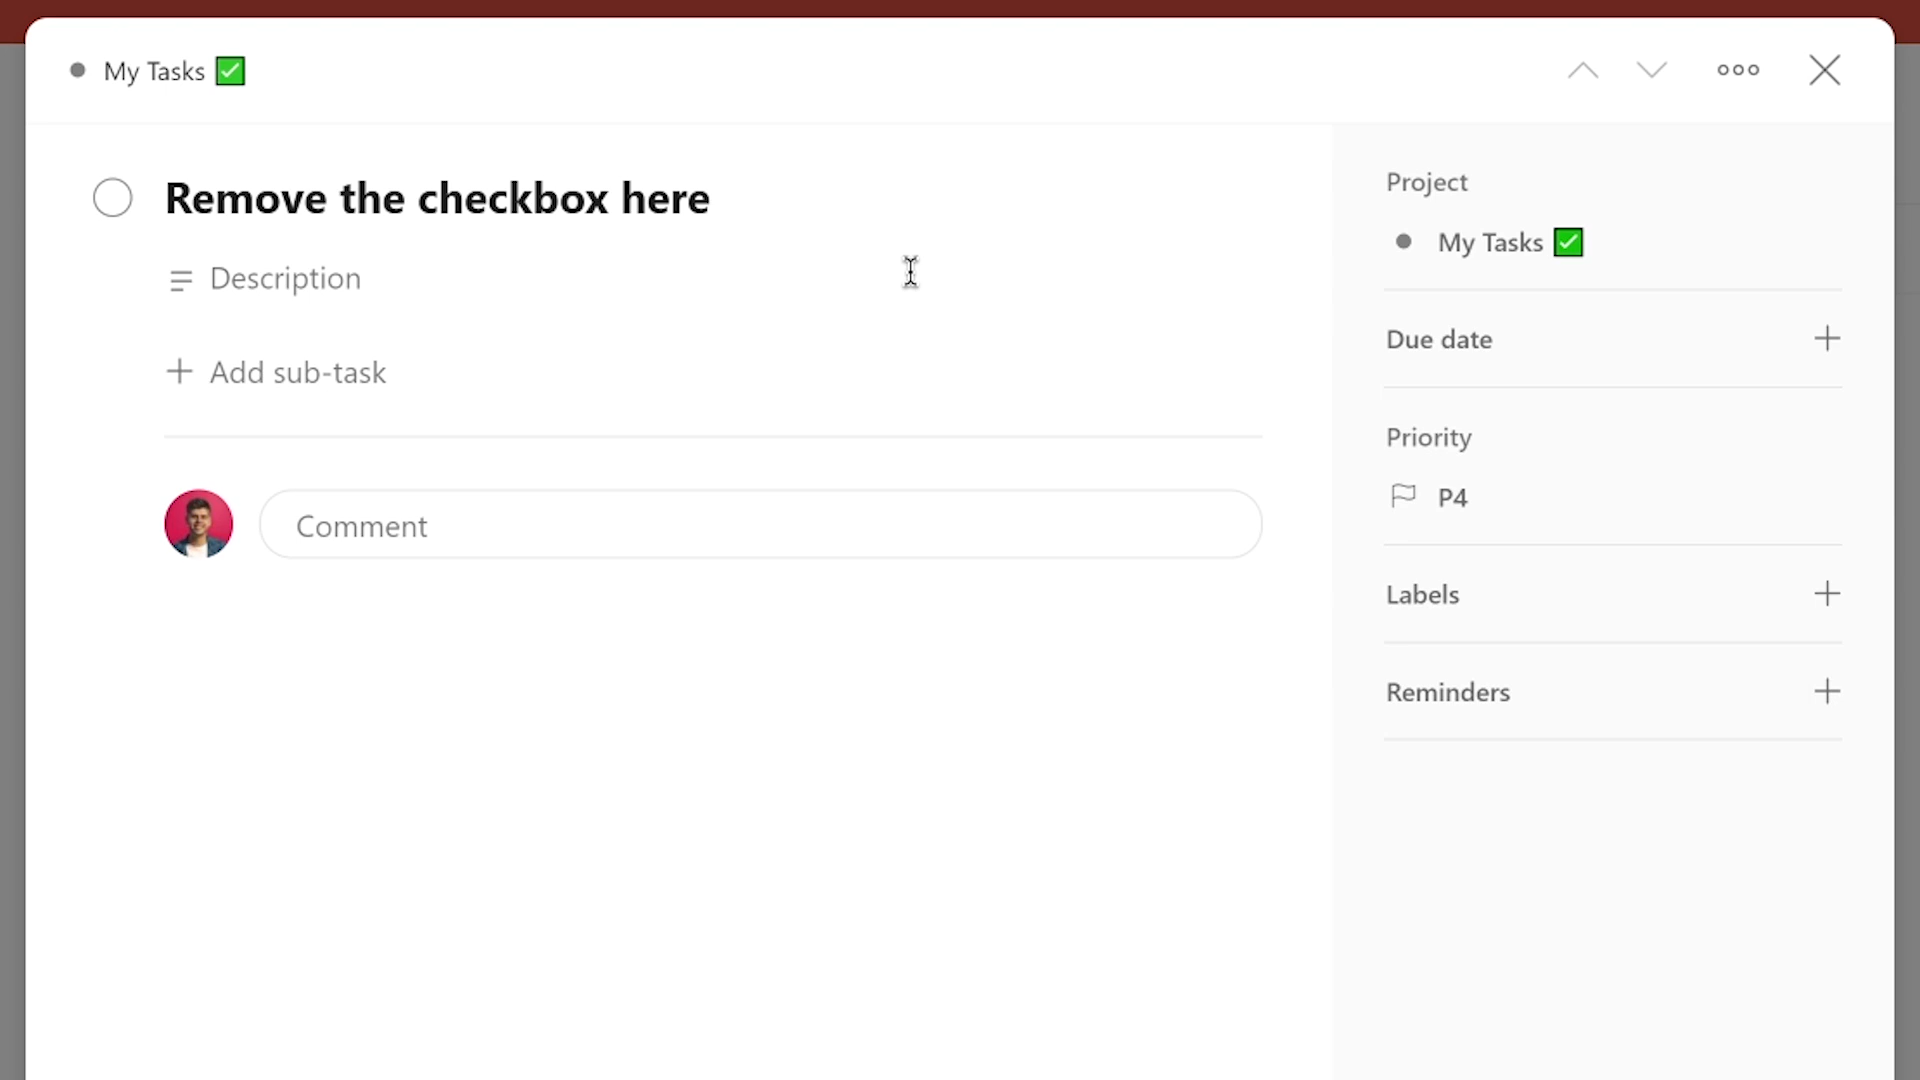 My Tasks ✅
Remove the checkbox here
Description
Add sub-task
Comment
Project
My Tasks ✅
Due date
Priority
P4
Labels
Reminders